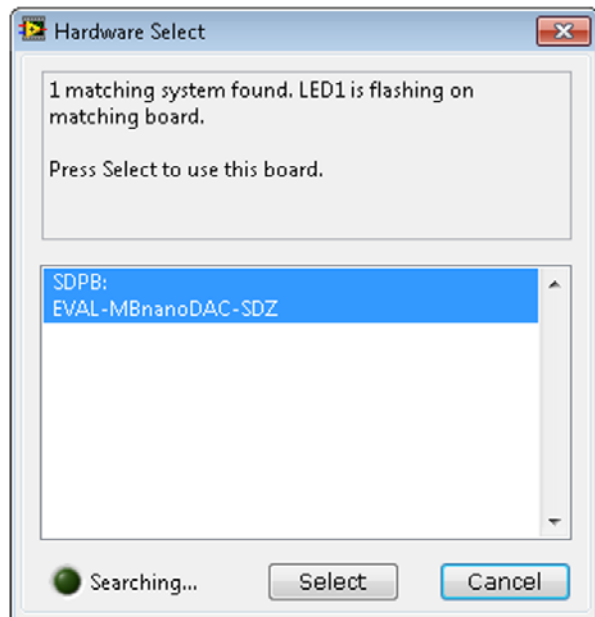 Hardware Select
1 matching system found. LED1 is flashing on
matching board.
Press Select to use this board.
SDPB:
EVAL-MBnanoDAC-SDZ
Searching...
Select
Cancel